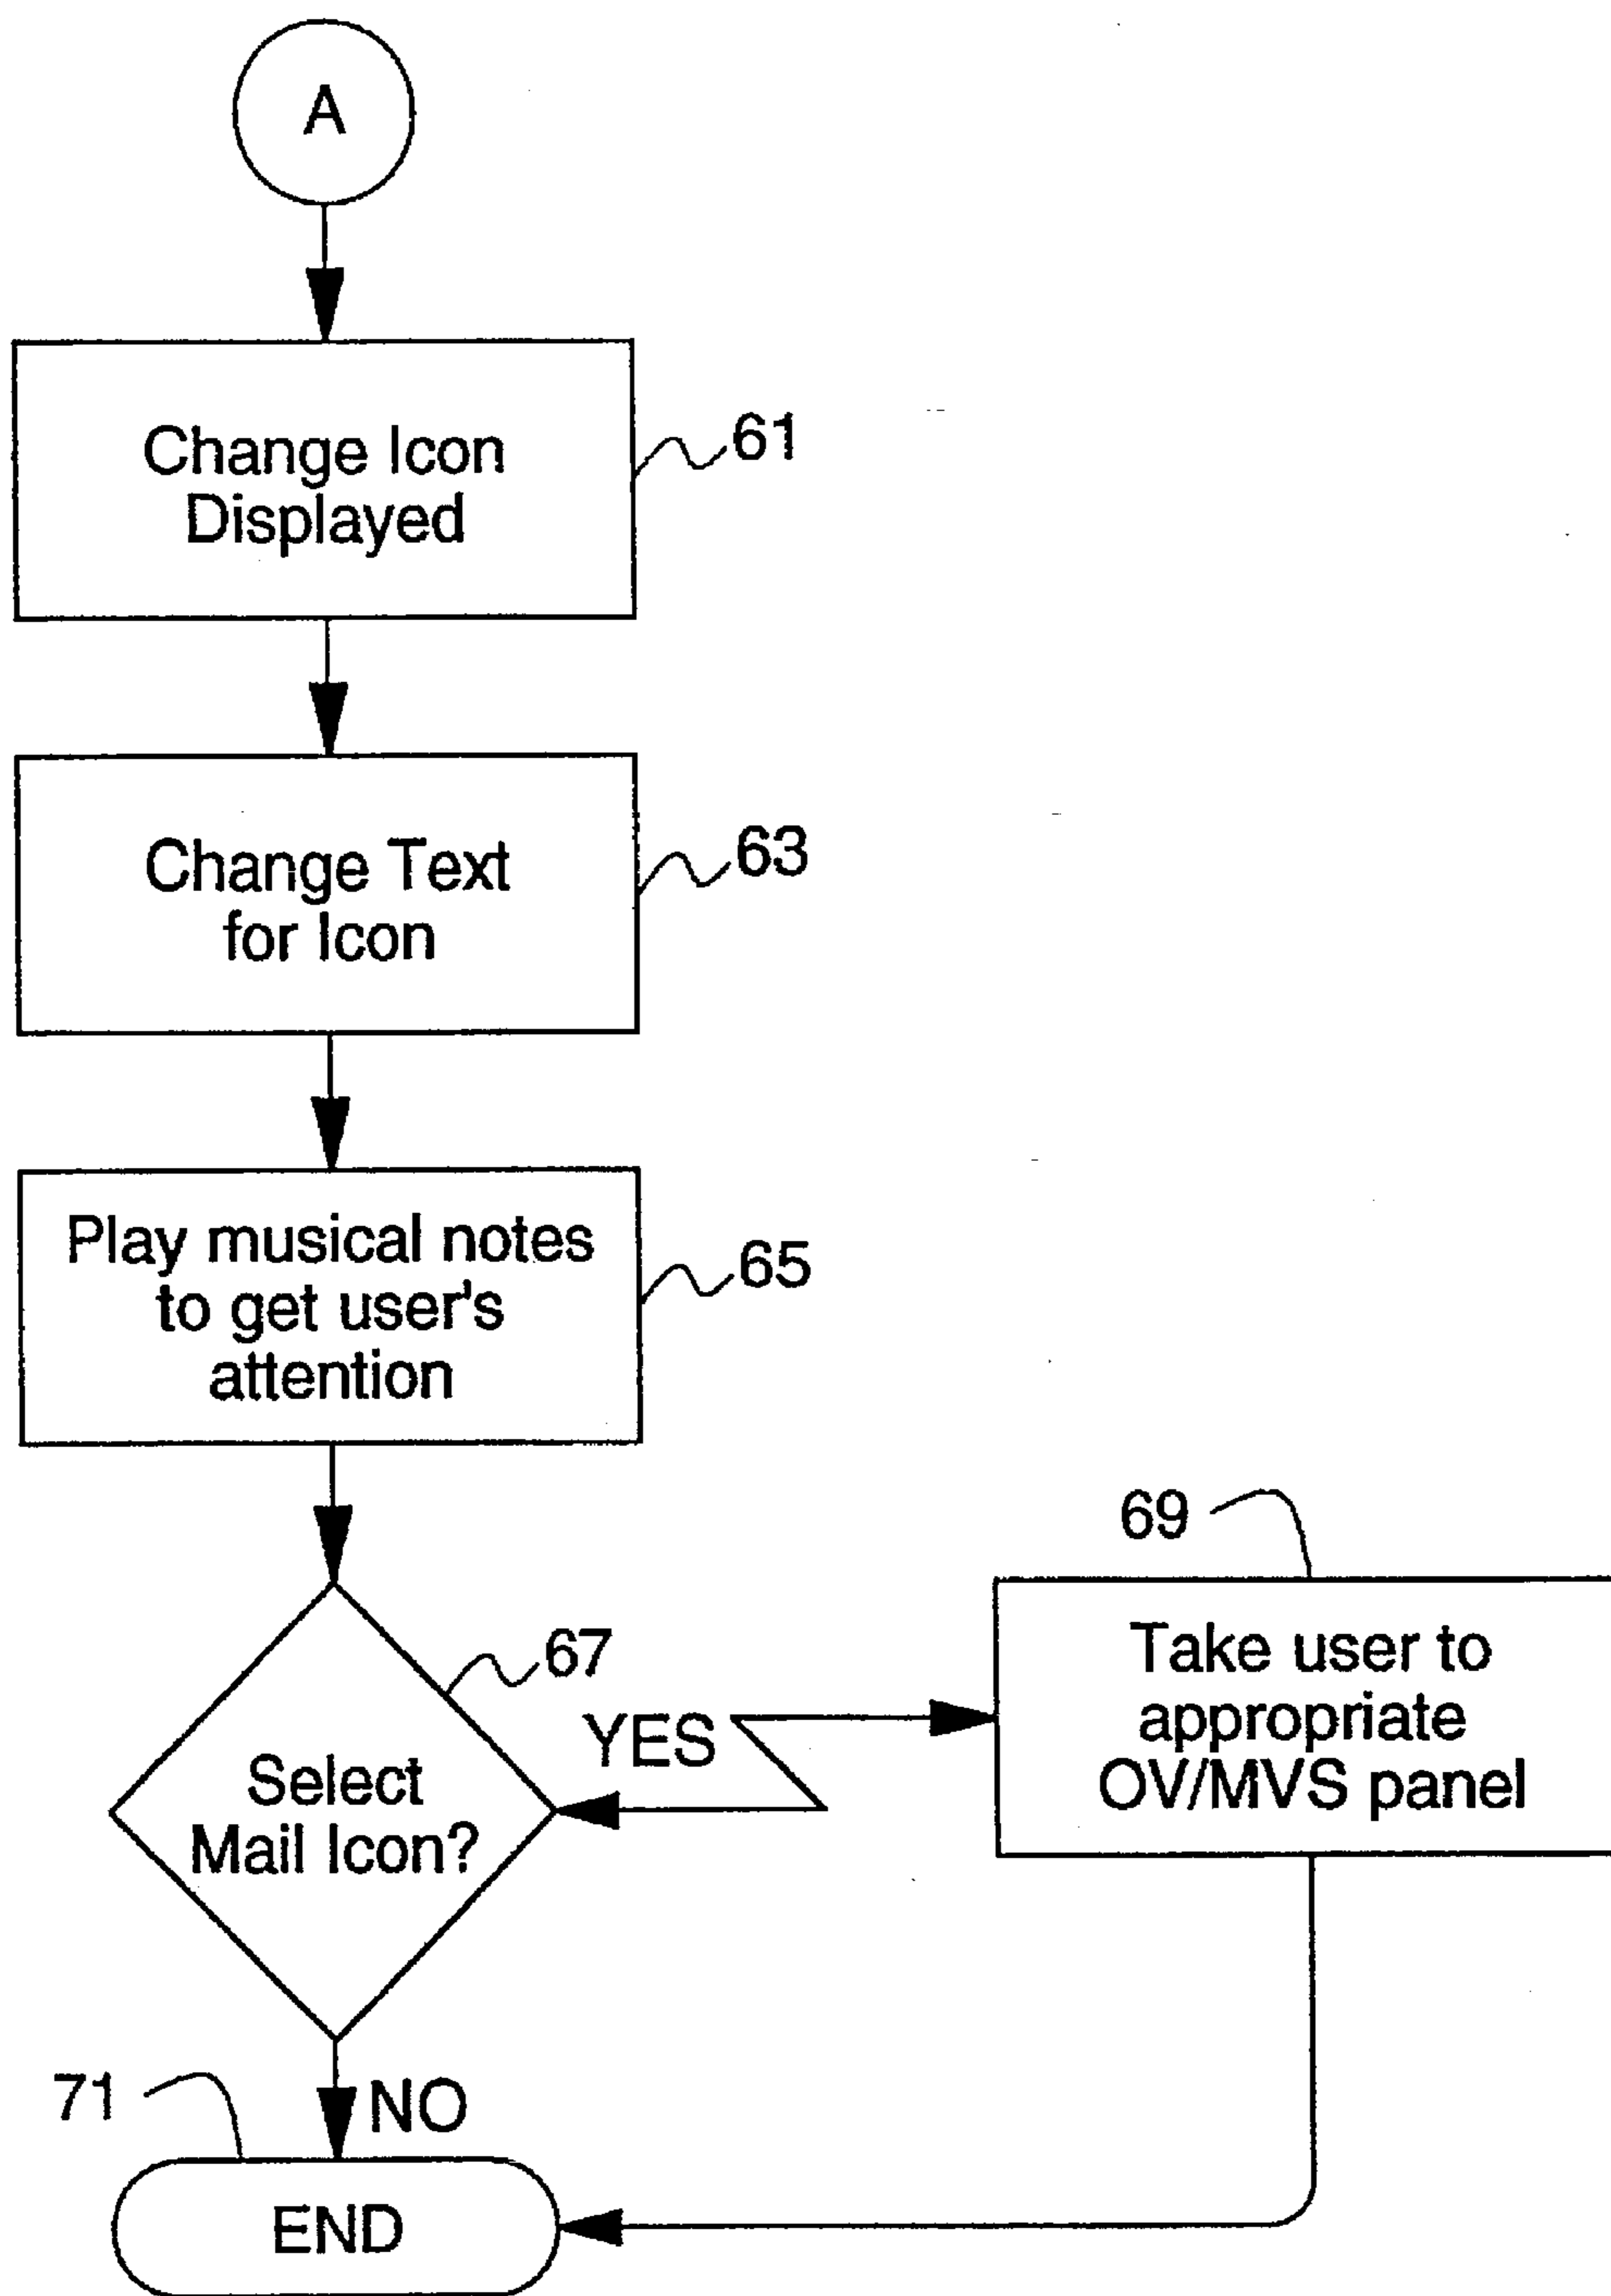 A
Change Icon
Displayed
61
Change Text
for Icon
63
Play musical notes
to get user's
attention
65
Select
Mail Icon?
67
YES
69
Take user to
appropriate
OV/MVS panel
NO
71
END